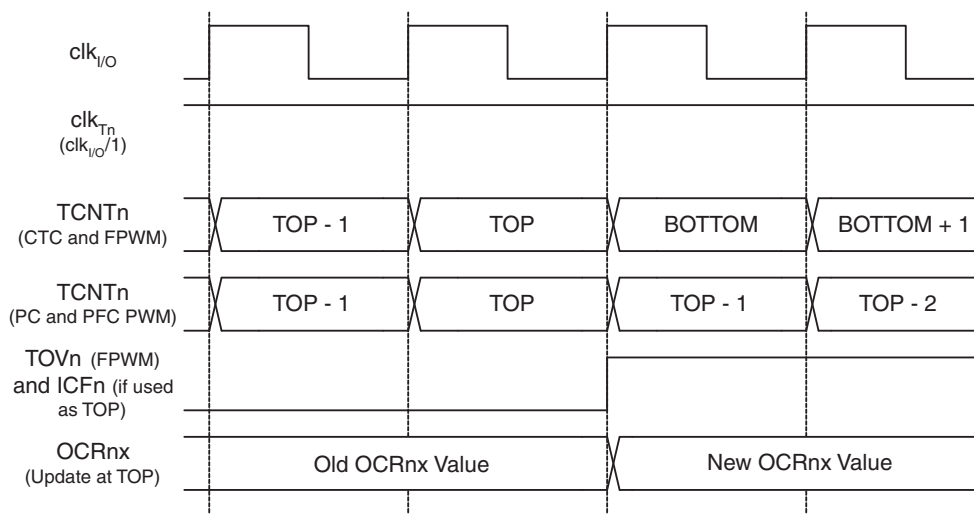 clkI/O
clkTn
(clkI/O/1)
TCNTn
(CTC and FPWM)
TOP - 1
TOP
BOTTOM
BOTTOM + 1
TCNTn
(PC and PFC PWM)
TOP - 1
TOP
TOP - 1
TOP - 2
TOVn (FPWM)
and ICFn (if used
as TOP)
OCRnx
(Update at TOP)
Old OCRnx Value
New OCRnx Value